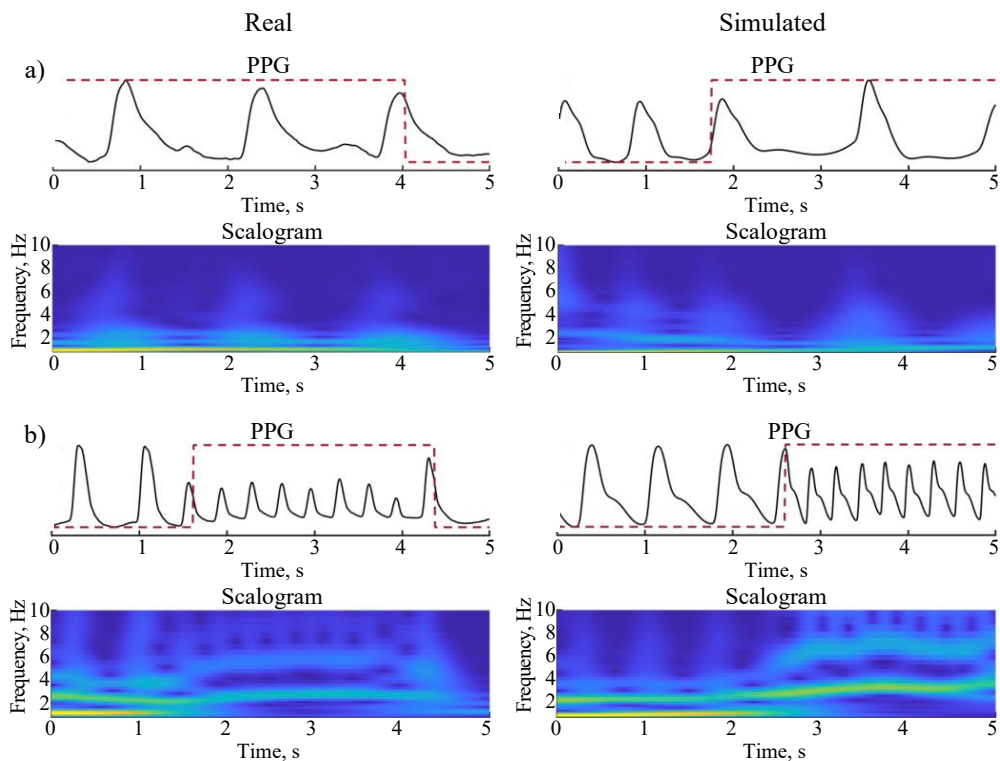 Real Simulated
a) PPG PPG
0 1 2 3 4 5 0 1 2 3 4 5
Time, s Time, s
Scalogram Scalogram
Frequency, Hz 10 8 6 4 2 Frequency, Hz 10 8 6 4 2
0 1 2 3 4 5 0 1 2 3 4 5
Time, s Time, s
b) PPG PPG
0 1 2 3 4 5 0 1 2 3 4 5
Time, s Time, s
Scalogram Scalogram
Frequency, Hz 10 8 6 4 2 Frequency, Hz 10 8 6 4 2
0 1 2 3 4 5 0 1 2 3 4 5
Time, s Time, s